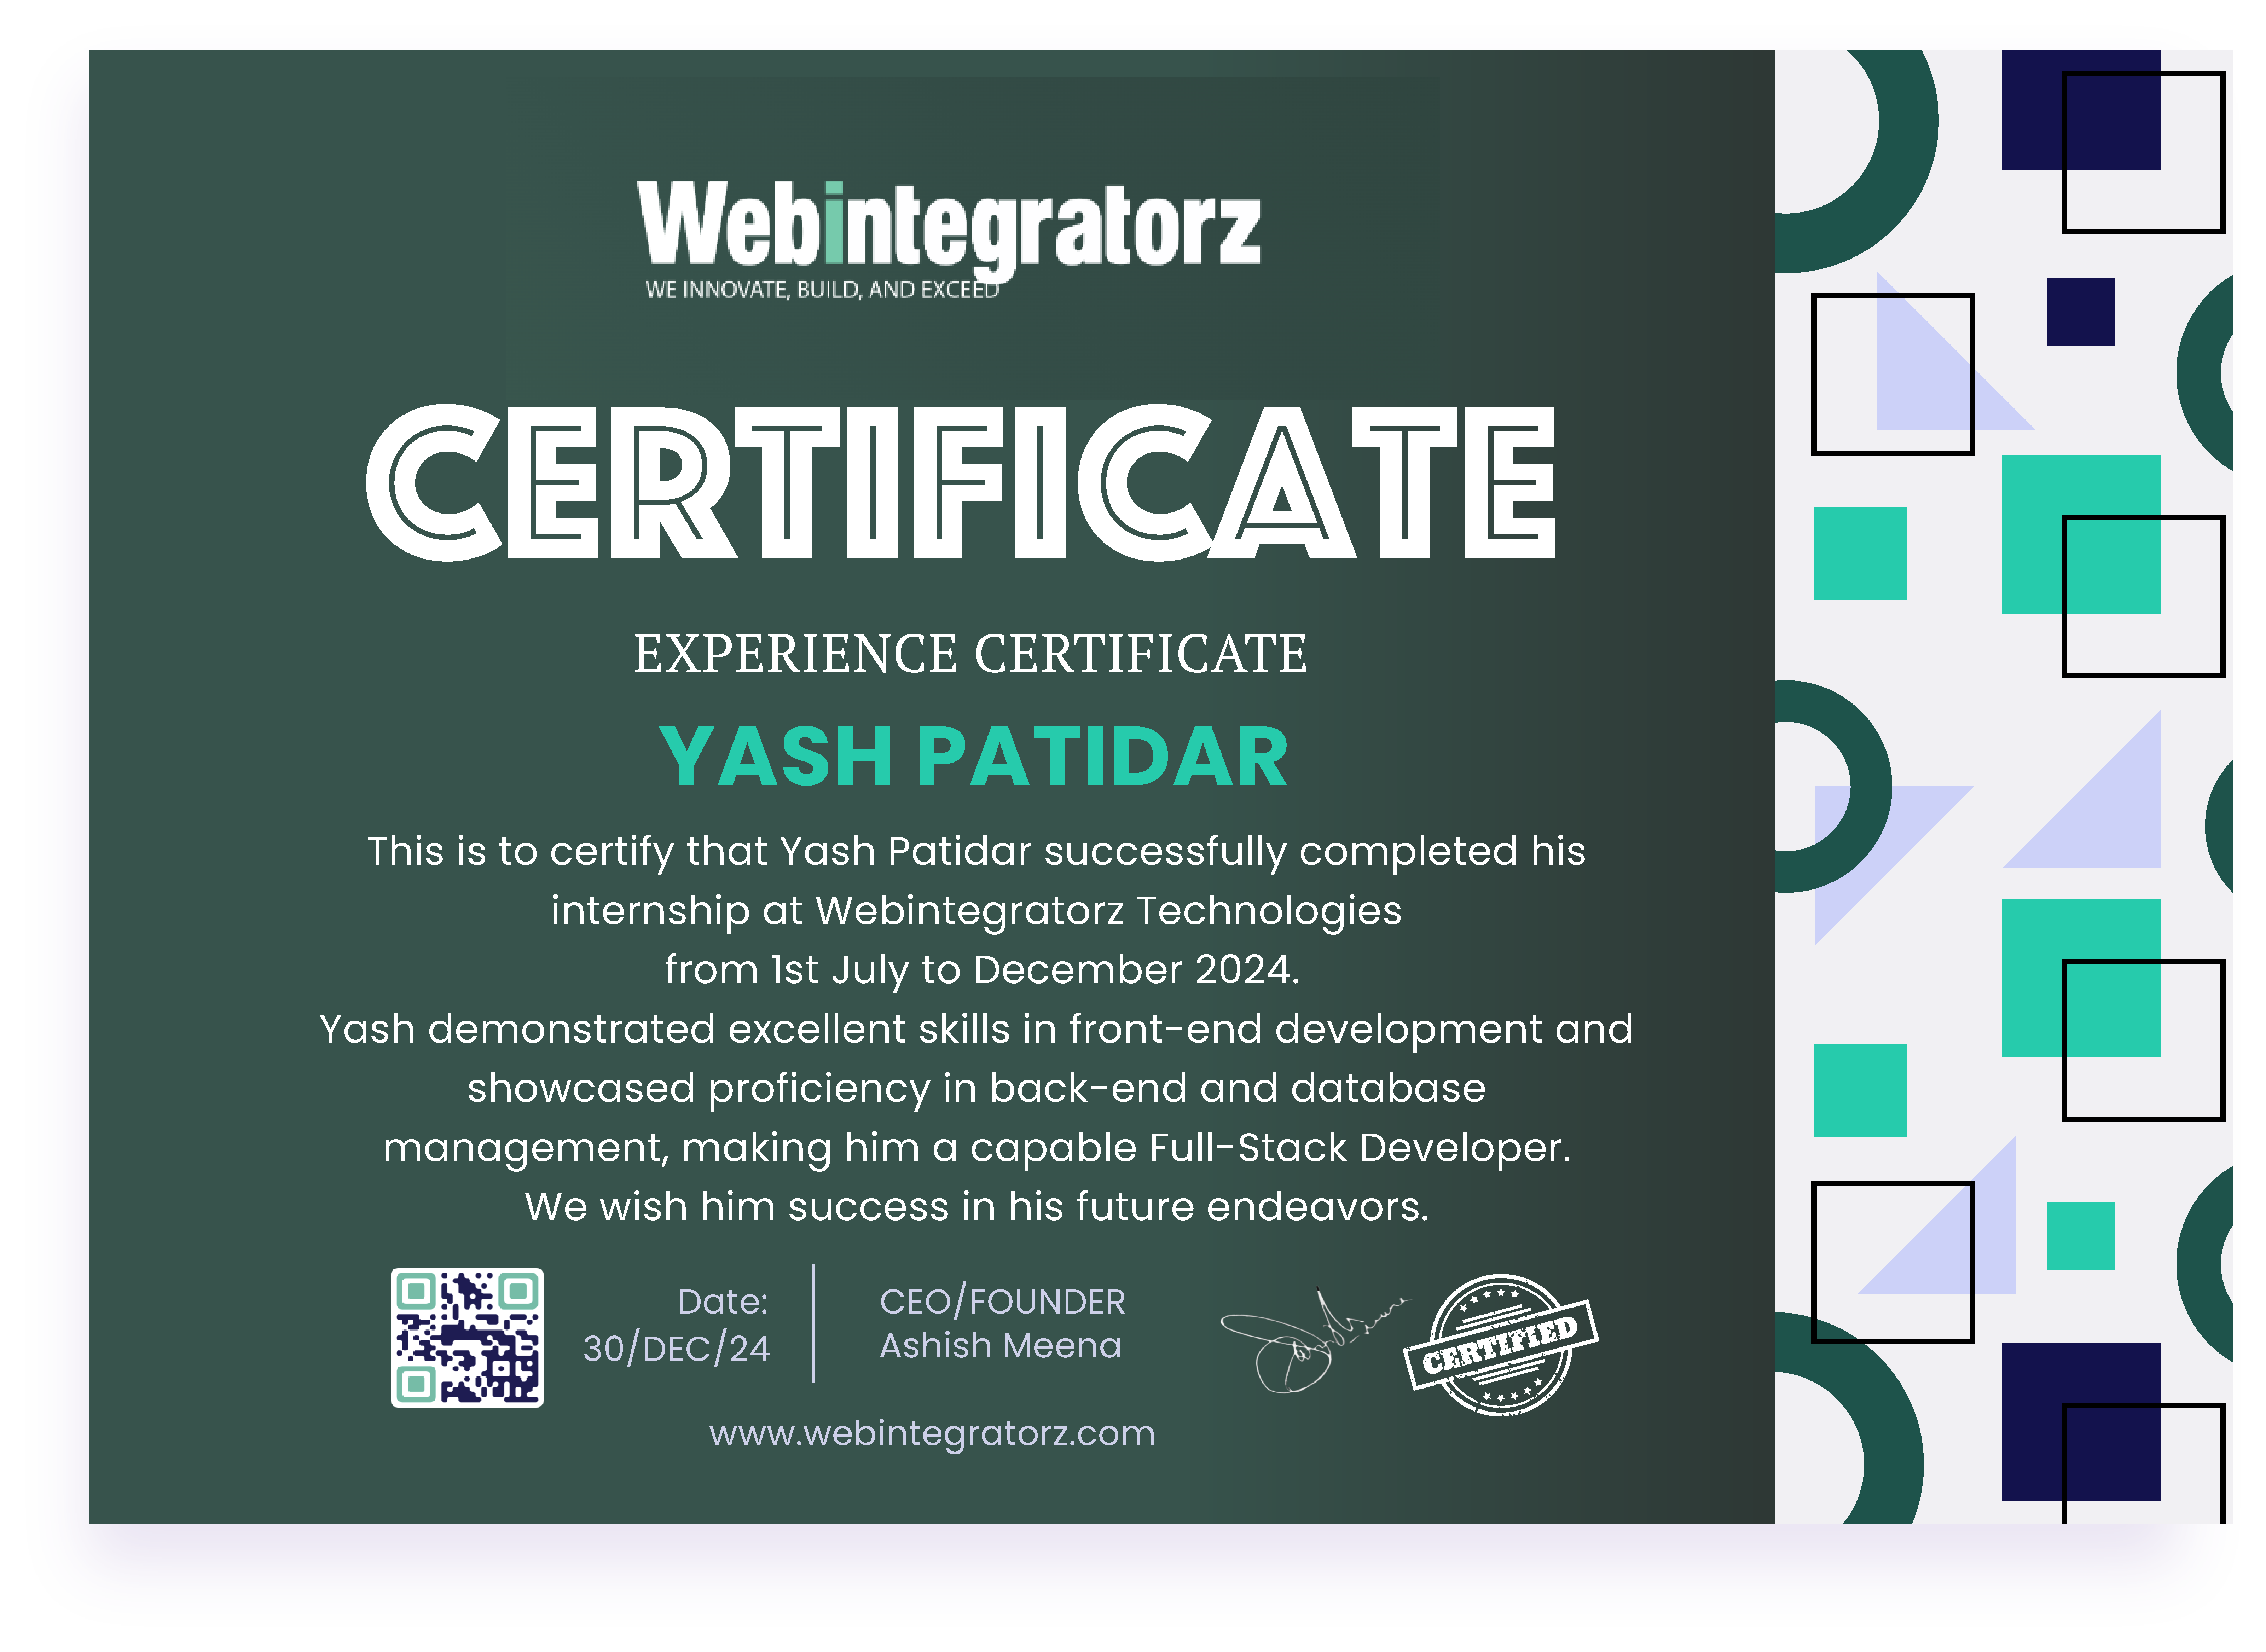 Webintegratorz
WE INNOVATE, BUILD, AND EXCEED
CERTIFICATE
EXPERIENCE CERTIFICATE
YASH PATIDAR
This is to certify that Yash Patidar successfully completed his
internship at Webintegratorz Technologies
from 1st July to December 2024.
Yash demonstrated excellent skills in front-end development and
showcased proficiency in back-end and database
management, making him a capable Full-Stack Developer.
We wish him success in his future endeavors.
Date:
30/DEC/24
CEO/FOUNDER
Ashish Meena
CERTIFIED
www.webintegratorz.com